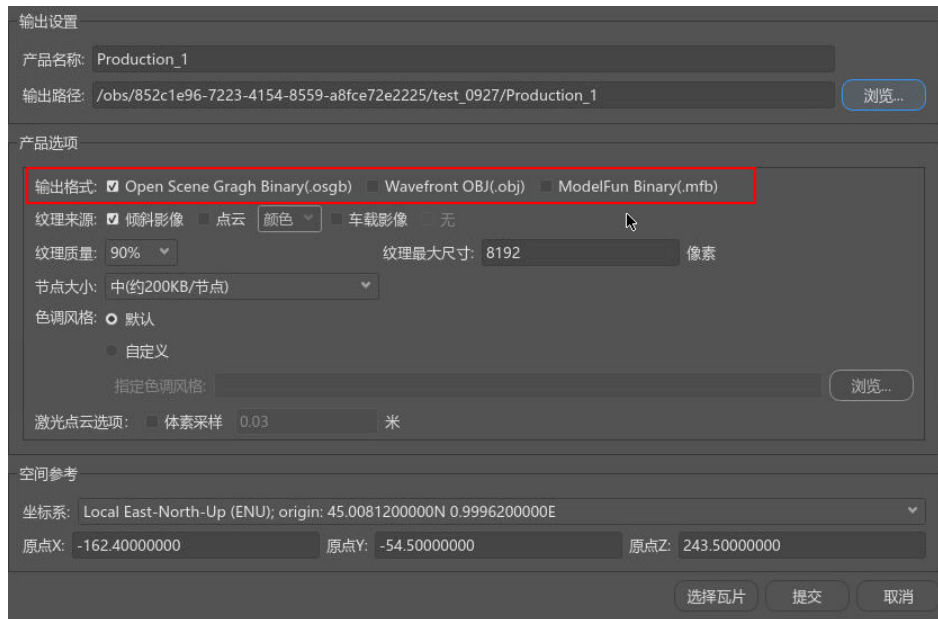 输出设置
产品名称: Production_1
输出路径: /obs/852c1e96-7223-4154-8559-a8fce72e2225/test_0927/Production_1 浏览...
产品选项
输出格式: Open Scene Gragh Binary(.osgb) Wavefront OBJ(.obj) ModelFun Binary(.mfb)
纹理来源: 倾斜影像 点云 颜色 车载影像 无
纹理质量: 90% 纹理最大尺寸: 8192 像素
节点大小: 中(约200KB/节点)
色调风格: 默认
自定义
指定色调风格: 浏览...
激光点云选项: 体素采样 0.03 米
空间参考
坐标系: Local East-North-Up (ENU); origin: 45.0081200000N 0.9996200000E
原点X: -162.40000000 原点Y: -54.50000000 原点Z: 243.50000000
选择瓦片 提交 取消